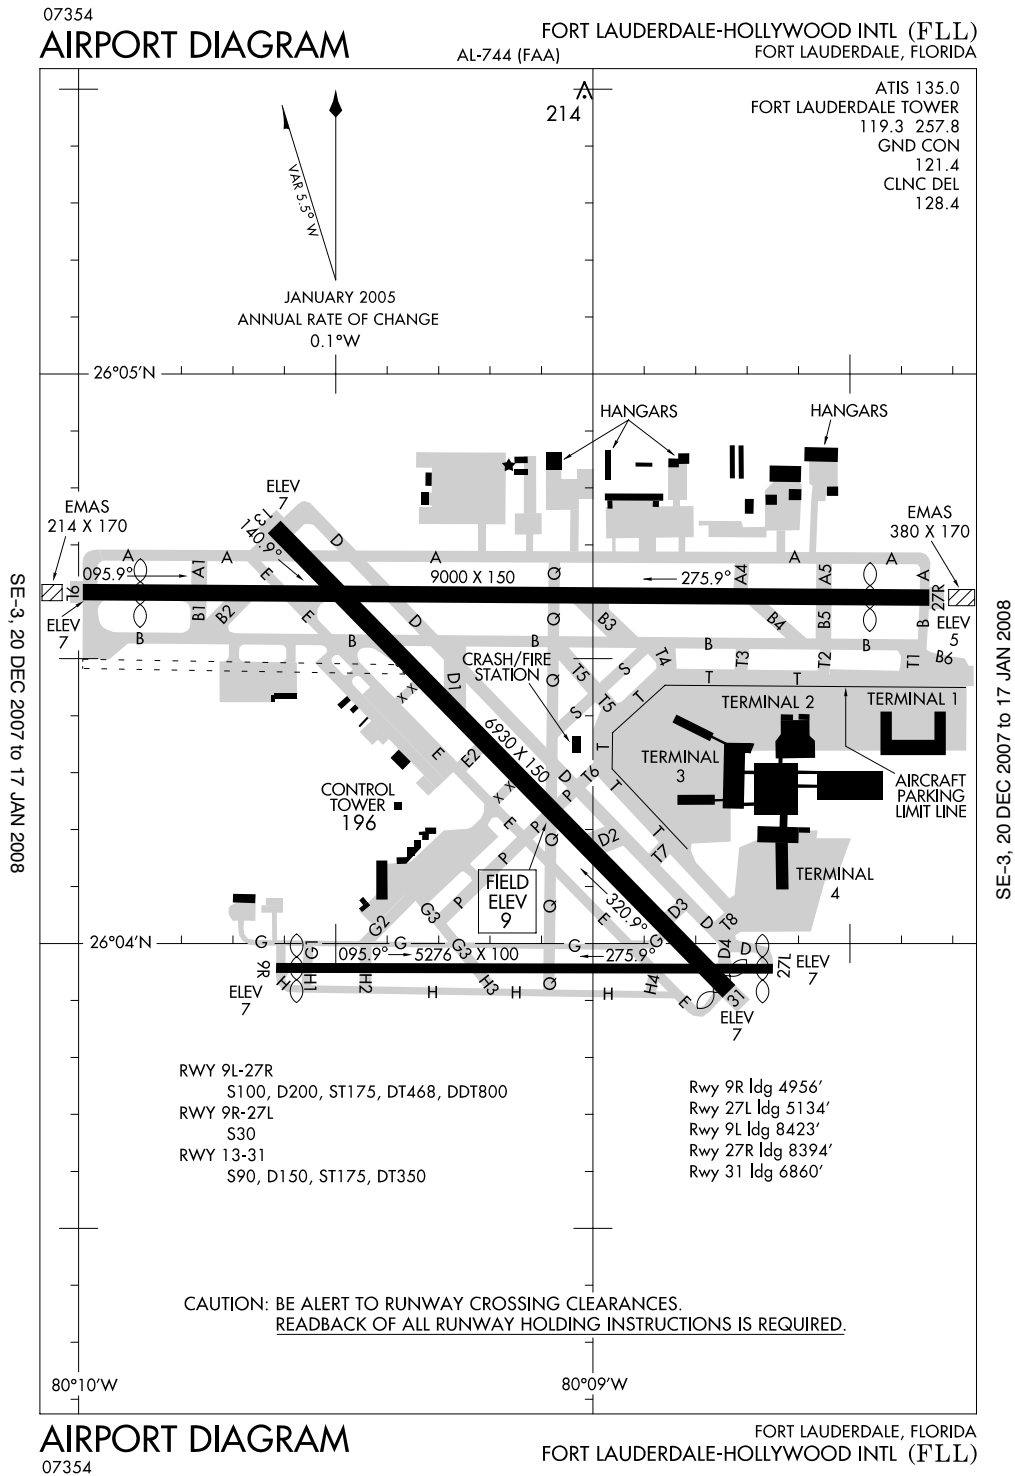 07354
AIRPORT DIAGRAM
AL-744 (FAA)
FORT LAUDERDALE-HOLLYWOOD INTL (FLL)
FORT LAUDERDALE, FLORIDA
214
ATIS 135.0
FORT LAUDERDALE TOWER
119.3 257.8
GND CON
121.4
CLNC DEL
128.4
VAR 5.5° W
JANUARY 2005
ANNUAL RATE OF CHANGE
0.1°W
26°05'N
HANGARS
HANGARS
ELEV
7
EMAS
214 X 170
EMAS
380 X 170
13
140.9°
D
A
A
A
A
095.9°
A1
E
9000 X 150
Q
275.9°
A4
A5
A
16
27R
ELEV
7
B1
B2
E
D
Q
B3
B4
B5
B
ELEV
5
B
B
B
B
B
B6
CRASH/FIRE
STATION
T5
S
T4
T3
T2
T1
X X
D1
Q
S
T5
T
T
T
TERMINAL 2
TERMINAL 1
6930 X 150
E
E2
T
TERMINAL
3
D
T6
T
AIRCRAFT
PARKING
LIMIT LINE
CONTROL
TOWER
196
X X
P
E
P
Q
D2
T
T7
P
TERMINAL
4
FIELD
ELEV
9
P
G3
G2
Q
E
320.9°
D3
D
T8
26°04'N
G
G1
G
G3
G
G
D4
D
9R
095.9°
5276 X 100
275.9°
27L
ELEV
7
ELEV
7
H
H1
H2
H
H3
H
Q
H
H4
E
31
ELEV
7
RWY 9L-27R
S100, D200, ST175, DT468, DDT800
RWY 9R-27L
S30
RWY 13-31
S90, D150, ST175, DT350
Rwy 9R ldg 4956'
Rwy 27L ldg 5134'
Rwy 9L ldg 8423'
Rwy 27R ldg 8394'
Rwy 31 ldg 6860'
CAUTION: BE ALERT TO RUNWAY CROSSING CLEARANCES.
READBACK OF ALL RUNWAY HOLDING INSTRUCTIONS IS REQUIRED.
80°10'W
80°09'W
SE-3, 20 DEC 2007 to 17 JAN 2008
SE-3, 20 DEC 2007 to 17 JAN 2008
AIRPORT DIAGRAM
07354
FORT LAUDERDALE, FLORIDA
FORT LAUDERDALE-HOLLYWOOD INTL (FLL)